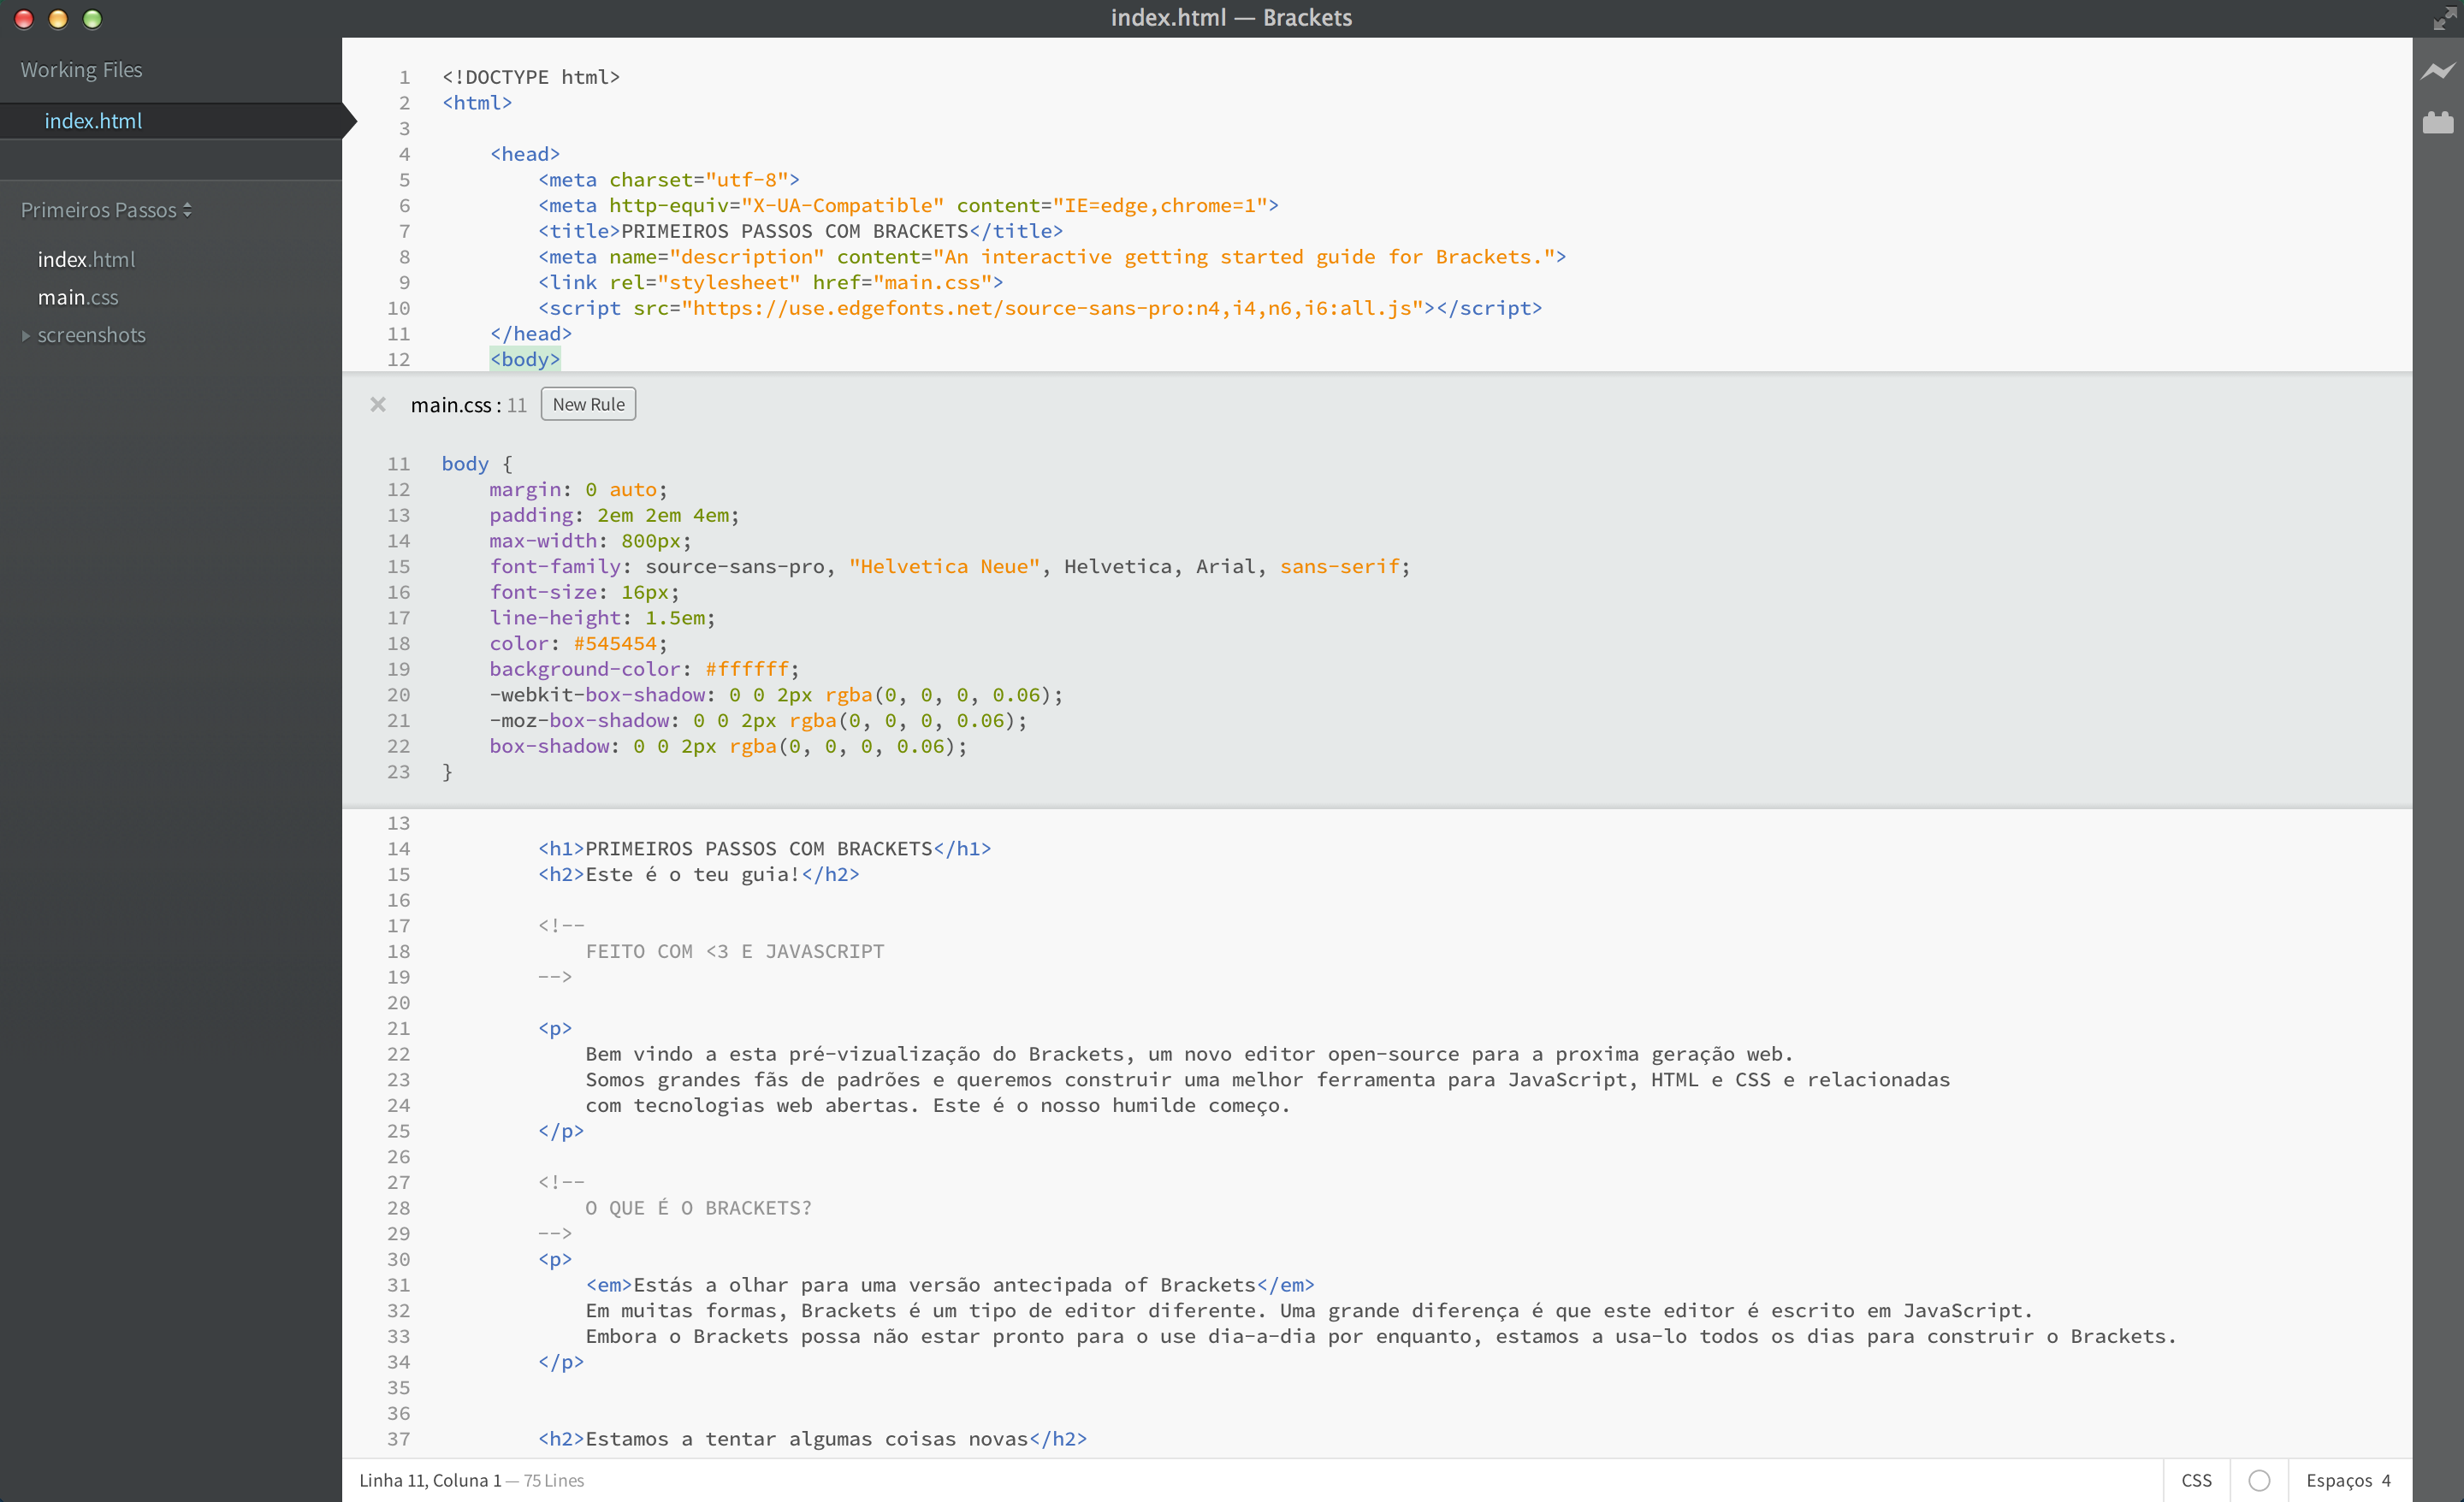 index.html — Brackets
Working Files
index.html
Primeiros Passos
index.html
main.css
screenshots
1 <!DOCTYPE html>
2 <html>
3
4 <head>
5 <meta charset="utf-8">
6 <meta http-equiv="X-UA-Compatible" content="IE=edge,chrome=1">
7 <title>PRIMEIROS PASSOS COM BRACKETS</title>
8 <meta name="description" content="An interactive getting started guide for Brackets.">
9 <link rel="stylesheet" href="main.css">
10 <script src="https://use.edgefonts.net/source-sans-pro:n4,i4,n6,i6:all.js"></script>
11 </head>
12 <body>
main.css : 11 New Rule
11 body {
12 margin: 0 auto;
13 padding: 2em 2em 4em;
14 max-width: 800px;
15 font-family: source-sans-pro, "Helvetica Neue", Helvetica, Arial, sans-serif;
16 font-size: 16px;
17 line-height: 1.5em;
18 color: #545454;
19 background-color: #ffffff;
20 -webkit-box-shadow: 0 0 2px rgba(0, 0, 0, 0.06);
21 -moz-box-shadow: 0 0 2px rgba(0, 0, 0, 0.06);
22 box-shadow: 0 0 2px rgba(0, 0, 0, 0.06);
23 }
13
14 <h1>PRIMEIROS PASSOS COM BRACKETS</h1>
15 <h2>Este é o teu guia!</h2>
16
17 <!--
18 FEITO COM <3 E JAVASCRIPT
19 -->
20
21 <p>
22 Bem vindo a esta pré-vizualização do Brackets, um novo editor open-source para a proxima geração web.
23 Somos grandes fãs de padrões e queremos construir uma melhor ferramenta para JavaScript, HTML e CSS e relacionadas
24 com tecnologias web abertas. Este é o nosso humilde começo.
25 </p>
26
27 <!--
28 O QUE É O BRACKETS?
29 -->
30 <p>
31 <em>Estás a olhar para uma versão antecipada of Brackets</em>
32 Em muitas formas, Brackets é um tipo de editor diferente. Uma grande diferença é que este editor é escrito em JavaScript.
33 Embora o Brackets possa não estar pronto para o use dia-a-dia por enquanto, estamos a usa-lo todos os dias para construir o Brackets.
34 </p>
35
36
37 <h2>Estamos a tentar algumas coisas novas</h2>
Linha 11, Coluna 1 — 75 Lines CSS Espaços 4